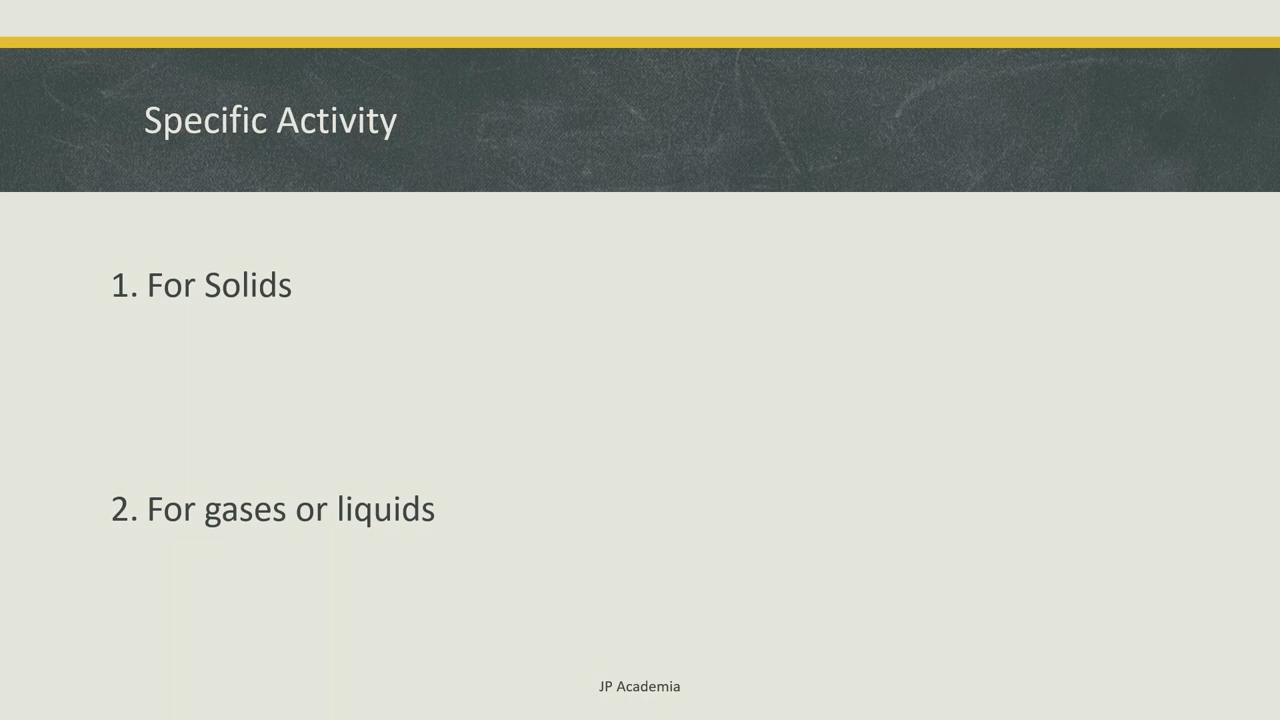 Specific Activity
1. For Solids
2. For gases or liquids
JP Academia